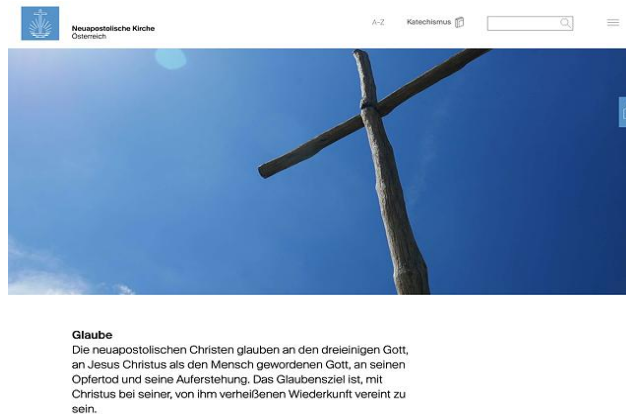 Neuapostolische Kirche
Österreich
A–Z
Katechismus
Glaube
Die neuapostolischen Christen glauben an den dreieinigen Gott,
an Jesus Christus als den Mensch gewordenen Gott, an seinen
Opfertod und seine Auferstehung. Das Glaubensziel ist, mit
Christus bei seiner, von ihm verheißenen Wiederkunft vereint zu
sein.